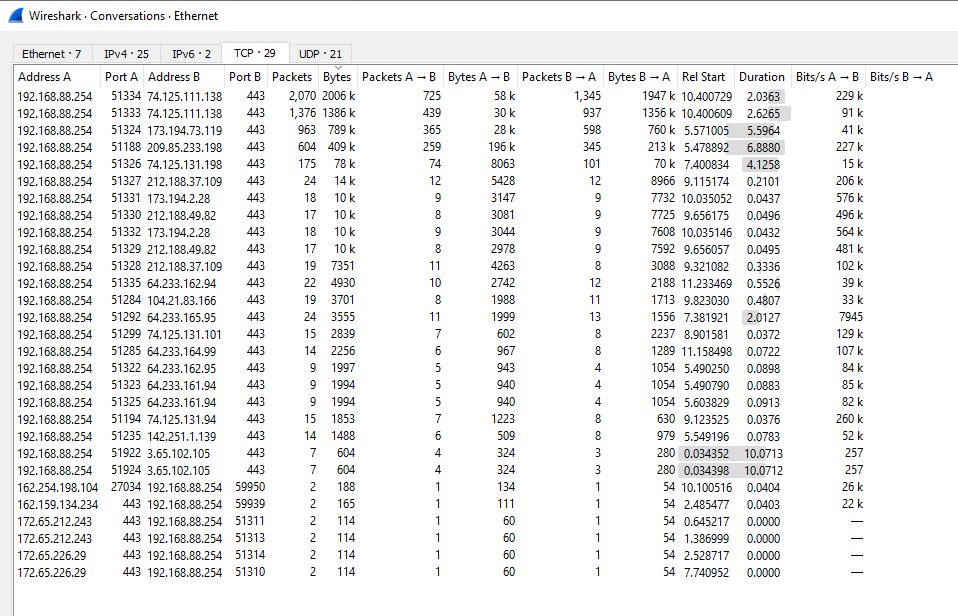 Wireshark · Conversations · Ethernet
Ethernet · 7 IPv4 · 25 IPv6 · 2 TCP · 29 UDP · 21
Address A Port A Address B Port B Packets Bytes Packets A → B Bytes A → B Packets B → A Bytes B → A Rel Start Duration Bits/s A → B Bits/s B → A
192.168.88.254 51334 74.125.111.138 443 2,070 2006 k 725 58 k 1,345 1947 k 10.400729 2.0363 229 k
192.168.88.254 51333 74.125.111.138 443 1,376 1386 k 439 30 k 937 1356 k 10.400609 2.6265 91 k
192.168.88.254 51324 173.194.73.119 443 963 789 k 365 28 k 598 760 k 5.571005 5.5964 41 k
192.168.88.254 51188 209.85.233.198 443 604 409 k 259 196 k 345 213 k 5.478892 6.8880 227 k
192.168.88.254 51326 74.125.131.198 443 175 78 k 74 8063 101 70 k 7.400834 4.1258 15 k
192.168.88.254 51327 212.188.37.109 443 24 14 k 12 5428 12 8966 9.115174 0.2101 206 k
192.168.88.254 51331 173.194.2.28 443 18 10 k 9 3147 9 7732 10.035052 0.0437 576 k
192.168.88.254 51330 212.188.49.82 443 17 10 k 8 3081 9 7725 9.656175 0.0496 496 k
192.168.88.254 51332 173.194.2.28 443 18 10 k 9 3044 9 7608 10.035146 0.0432 564 k
192.168.88.254 51329 212.188.49.82 443 17 10 k 8 2978 9 7592 9.656057 0.0495 481 k
192.168.88.254 51328 212.188.37.109 443 19 7351 11 4263 8 3088 9.321082 0.3336 102 k
192.168.88.254 51335 64.233.162.94 443 22 4930 10 2742 12 2188 11.233469 0.5526 39 k
192.168.88.254 51284 104.21.83.166 443 19 3701 8 1988 11 1713 9.823030 0.4807 33 k
192.168.88.254 51292 64.233.165.95 443 24 3555 11 1999 13 1556 7.381921 2.0127 7945
192.168.88.254 51299 74.125.131.101 443 15 2839 7 602 8 2237 8.901581 0.0372 129 k
192.168.88.254 51285 64.233.164.99 443 14 2256 6 967 8 1289 11.158498 0.0722 107 k
192.168.88.254 51322 64.233.162.95 443 9 1997 5 943 4 1054 5.490250 0.0898 84 k
192.168.88.254 51323 64.233.161.94 443 9 1994 5 940 4 1054 5.490790 0.0883 85 k
192.168.88.254 51325 64.233.161.94 443 9 1994 5 940 4 1054 5.603829 0.0913 82 k
192.168.88.254 51194 74.125.131.94 443 15 1853 7 1223 8 630 9.123525 0.0376 260 k
192.168.88.254 51235 142.251.1.139 443 14 1488 6 509 8 979 5.549196 0.0783 52 k
192.168.88.254 51922 3.65.102.105 443 7 604 4 324 3 280 0.034352 10.0713 257
192.168.88.254 51924 3.65.102.105 443 7 604 4 324 3 280 0.034398 10.0712 257
162.254.198.104 27034 192.168.88.254 59950 2 188 1 134 1 54 10.100516 0.0404 26 k
162.159.134.234 443 192.168.88.254 59939 2 165 1 111 1 54 2.485477 0.0403 22 k
172.65.212.243 443 192.168.88.254 51311 2 114 1 60 1 54 0.645217 0.0000 —
172.65.212.243 443 192.168.88.254 51313 2 114 1 60 1 54 1.386999 0.0000 —
172.65.226.29 443 192.168.88.254 51314 2 114 1 60 1 54 2.528717 0.0000 —
172.65.226.29 443 192.168.88.254 51310 2 114 1 60 1 54 7.740952 0.0000 —